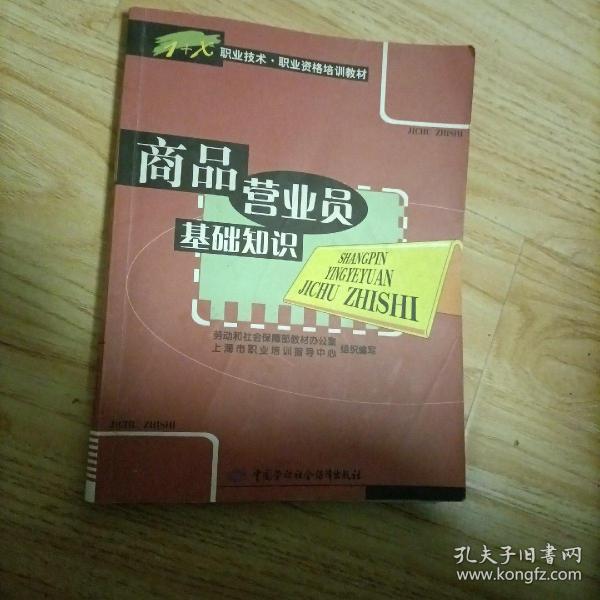 1+X 职业技术·职业资格培训教材
JICHU ZHISHI
商品
营业员
基础知识
SHANGPIN
YINGYEYUAN
JICHU ZHISHI
劳动和社会保障部教材办公室
上海市职业培训指导中心 组织编写
JICHU ZHISHI
中国劳动社会保障出版社
孔夫子旧书网
www.kongfz.com